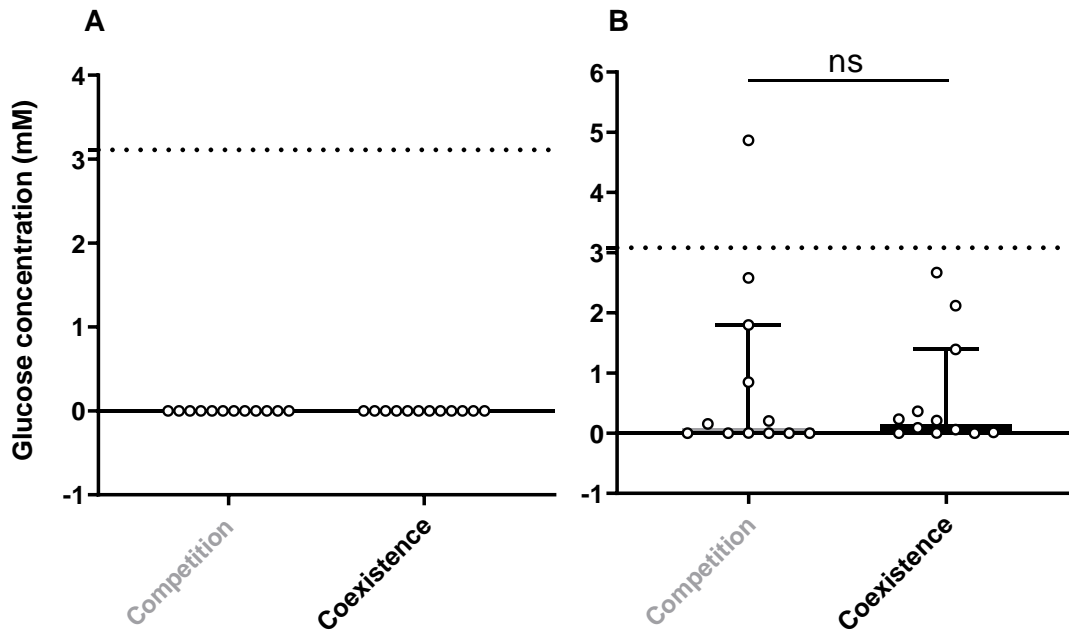 A
B
Glucose concentration (mM)
4
3
2
1
0
-1
Competition
Coexistence
ns
6
5
4
3
2
1
0
-1
Competition
Coexistence